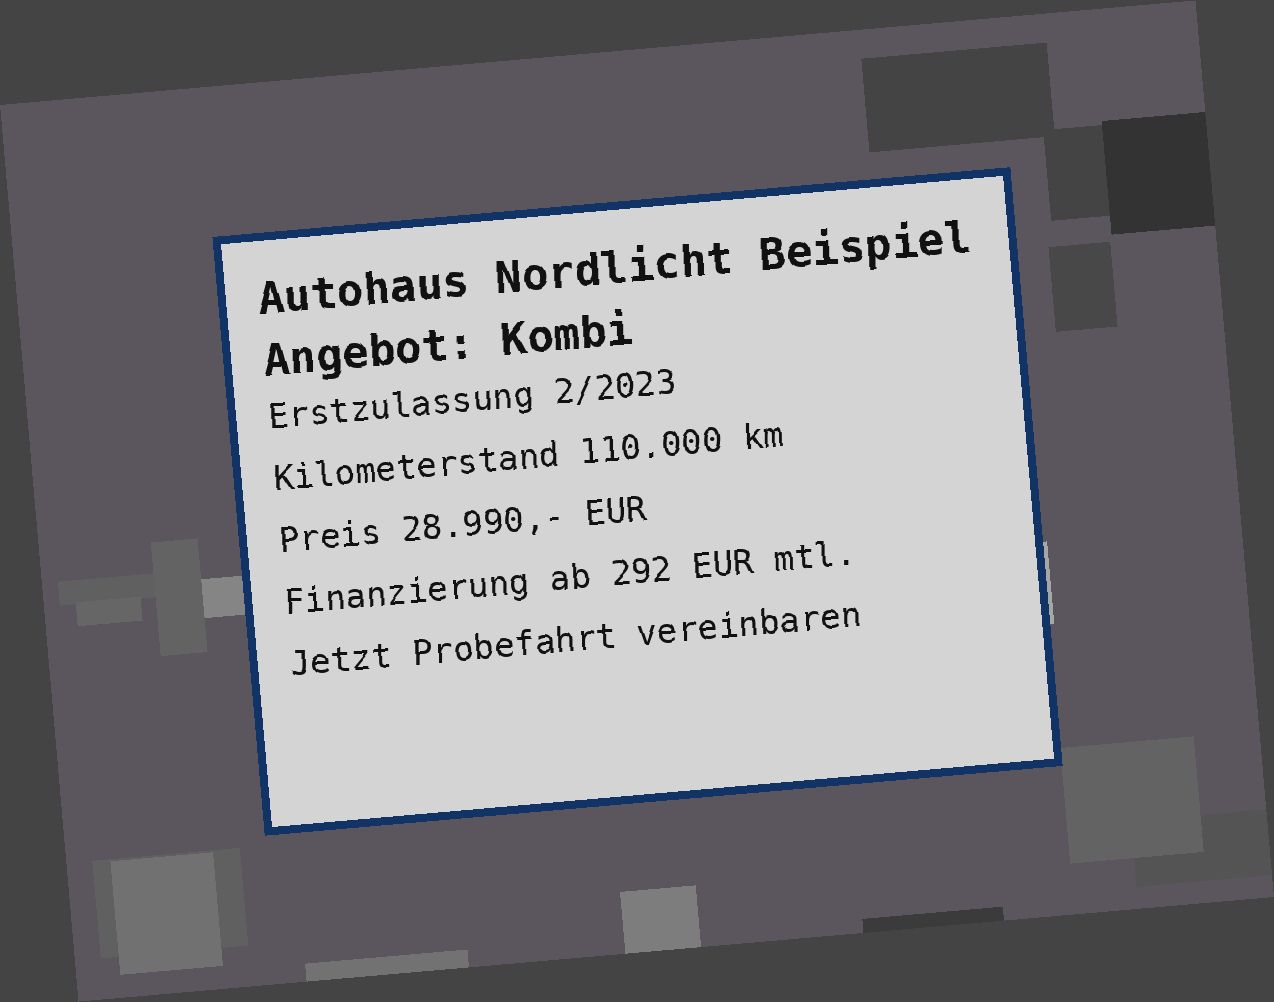 Autohaus Nordlicht Beispiel
Angebot: Kombi
Erstzulassung 2/2023
Kilometerstand 110.000 km
Preis 28.990,- EUR
Finanzierung ab 292 EUR mtl.
Jetzt Probefahrt vereinbaren